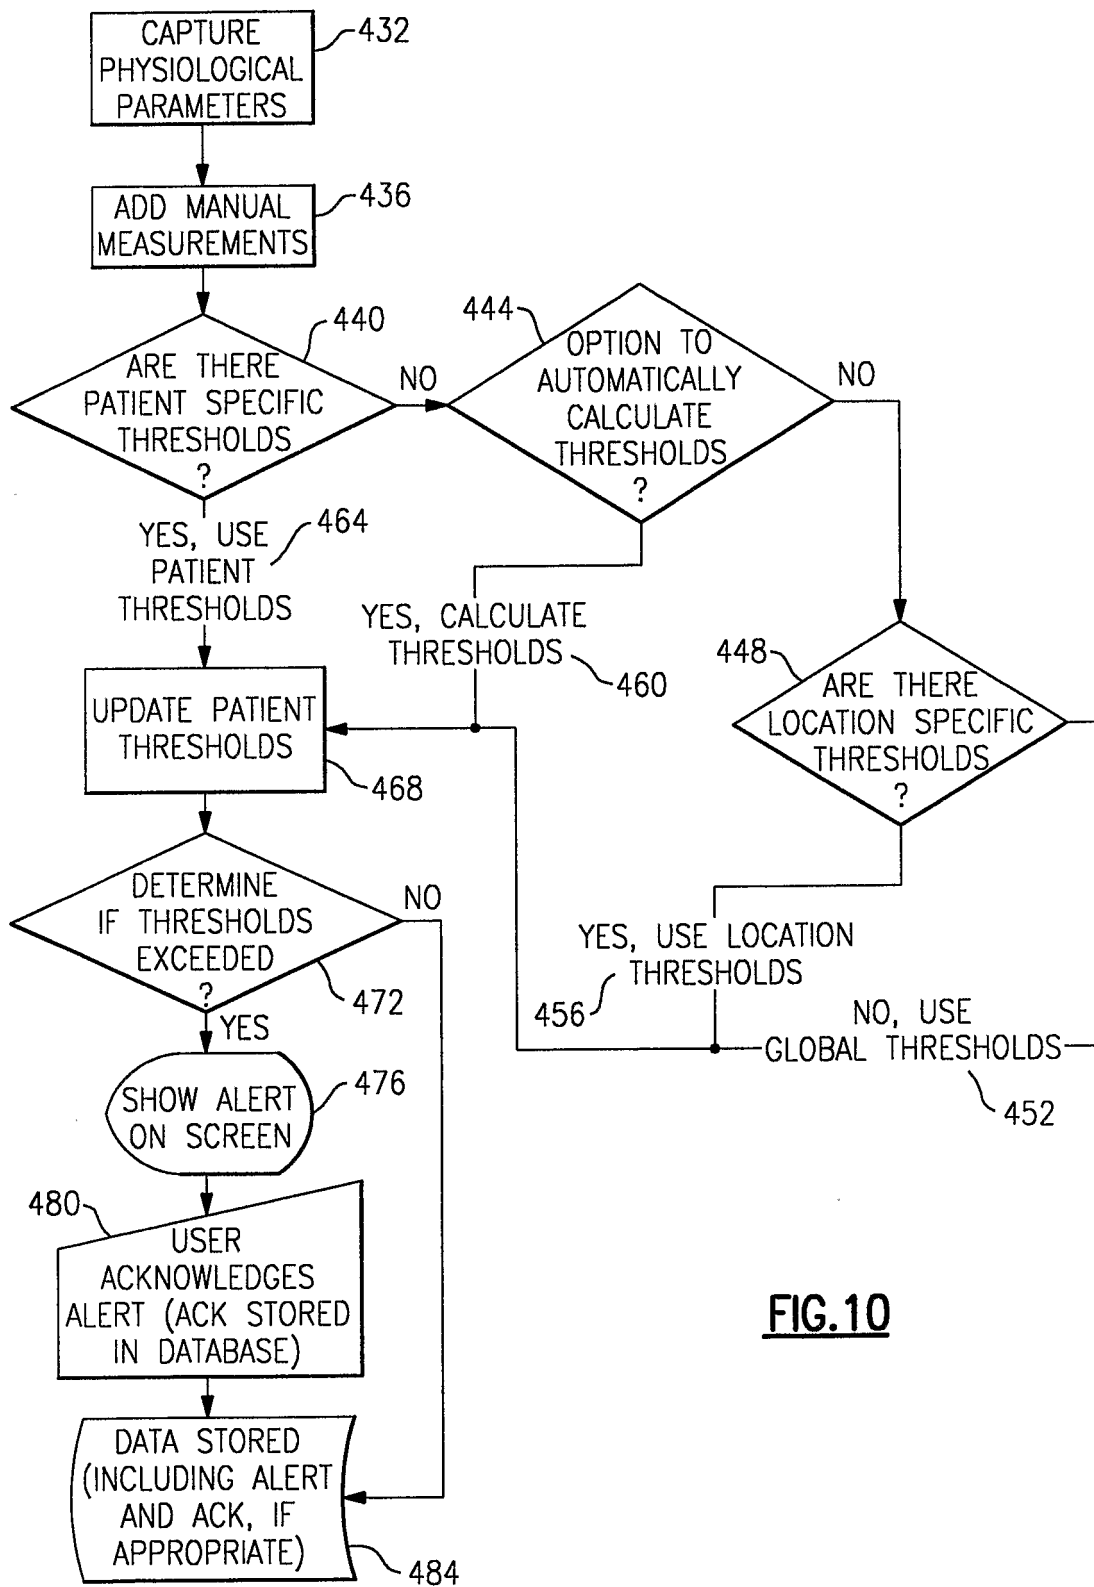 CAPTURE
PHYSIOLOGICAL
PARAMETERS
432
ADD MANUAL
MEASUREMENTS
436
ARE THERE
PATIENT SPECIFIC
THRESHOLDS
?
440
NO
444
OPTION TO
AUTOMATICALLY
CALCULATE
THRESHOLDS
?
NO
YES, USE
PATIENT
THRESHOLDS
464
YES, CALCULATE
THRESHOLDS
460
448
ARE THERE
LOCATION SPECIFIC
THRESHOLDS
?
UPDATE PATIENT
THRESHOLDS
468
DETERMINE
IF THRESHOLDS
EXCEEDED
?
472
NO
YES
YES, USE LOCATION
THRESHOLDS
456
NO, USE
GLOBAL THRESHOLDS
452
SHOW ALERT
ON SCREEN
476
480
USER
ACKNOWLEDGES
ALERT (ACK STORED
IN DATABASE)
DATA STORED
(INCLUDING ALERT
AND ACK, IF
APPROPRIATE)
484
FIG.10